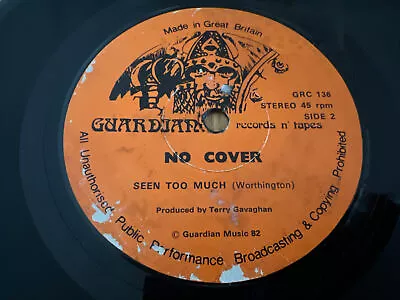 Made in Great Britain
GRC 136
STEREO 45 rpm
SIDE 2
GUARDIAN
records n' tapes
NO COVER
SEEN TOO MUCH (Worthington)
Produced by Terry Gavaghan
© Guardian Music 82
All Unauthorised Public Performance, Broadcasting & Copying Prohibited